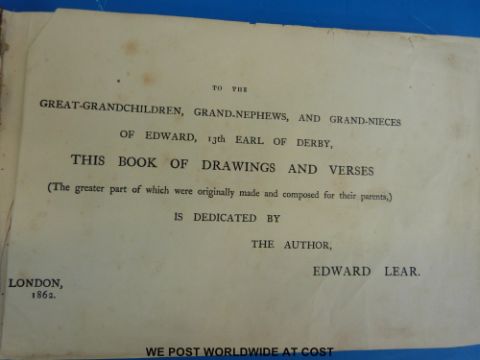 TO THE
GREAT-GRANDCHILDREN, GRAND-NEPHEWS, AND GRAND-NIECES
OF EDWARD, 13th EARL OF DERBY,
THIS BOOK OF DRAWINGS AND VERSES
(The greater part of which were originally made and composed for their parents,)
IS DEDICATED BY
THE AUTHOR,
EDWARD LEAR.
LONDON,
1862.
WE POST WORLDWIDE AT COST